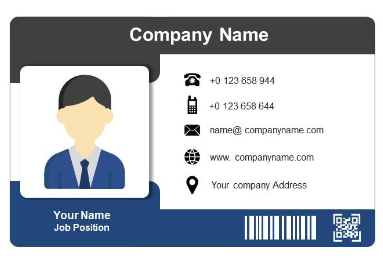 Company Name
+0 123 658 944
+0 123 658 644
name@ companyname.com
www. companyname.com
Your company Address
Your Name
Job Position